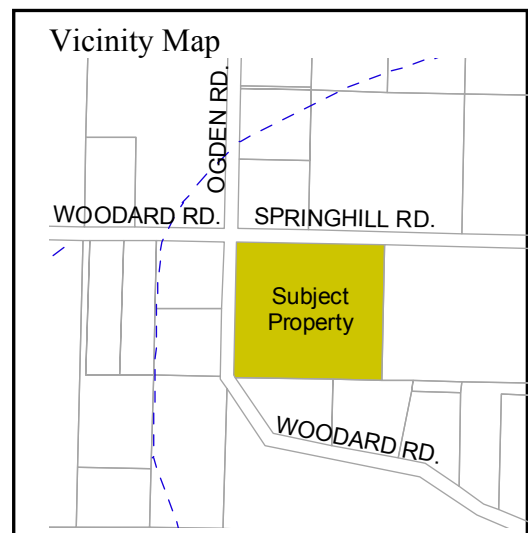 Vicinity Map
OGDEN RD.
WOODARD RD.
SPRINGHILL RD.
Subject
Property
WOODARD RD.